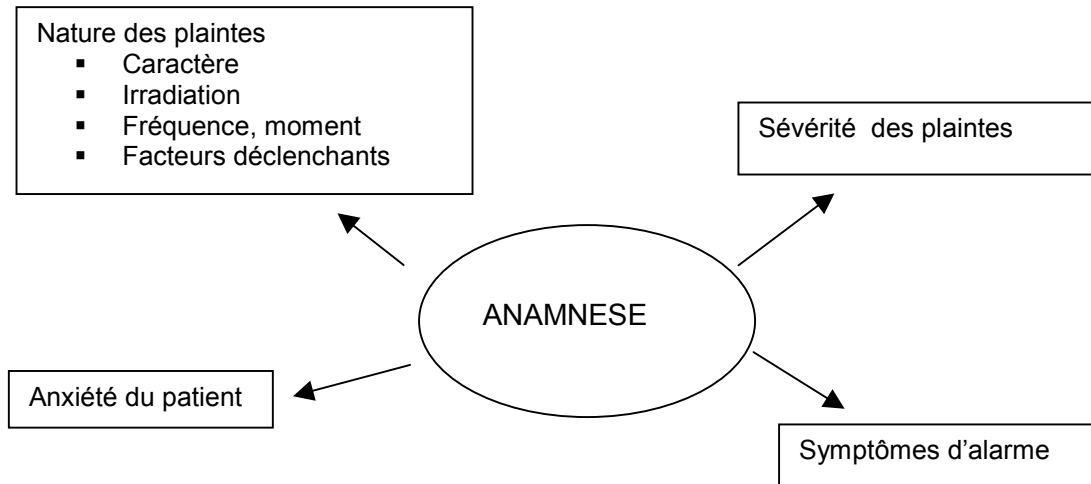 Nature des plaintes
▪ Caractère
▪ Irradiation
▪ Fréquence, moment
▪ Facteurs déclenchants
Sévérité des plaintes
ANAMNESE
Anxiété du patient
Symptômes d’alarme